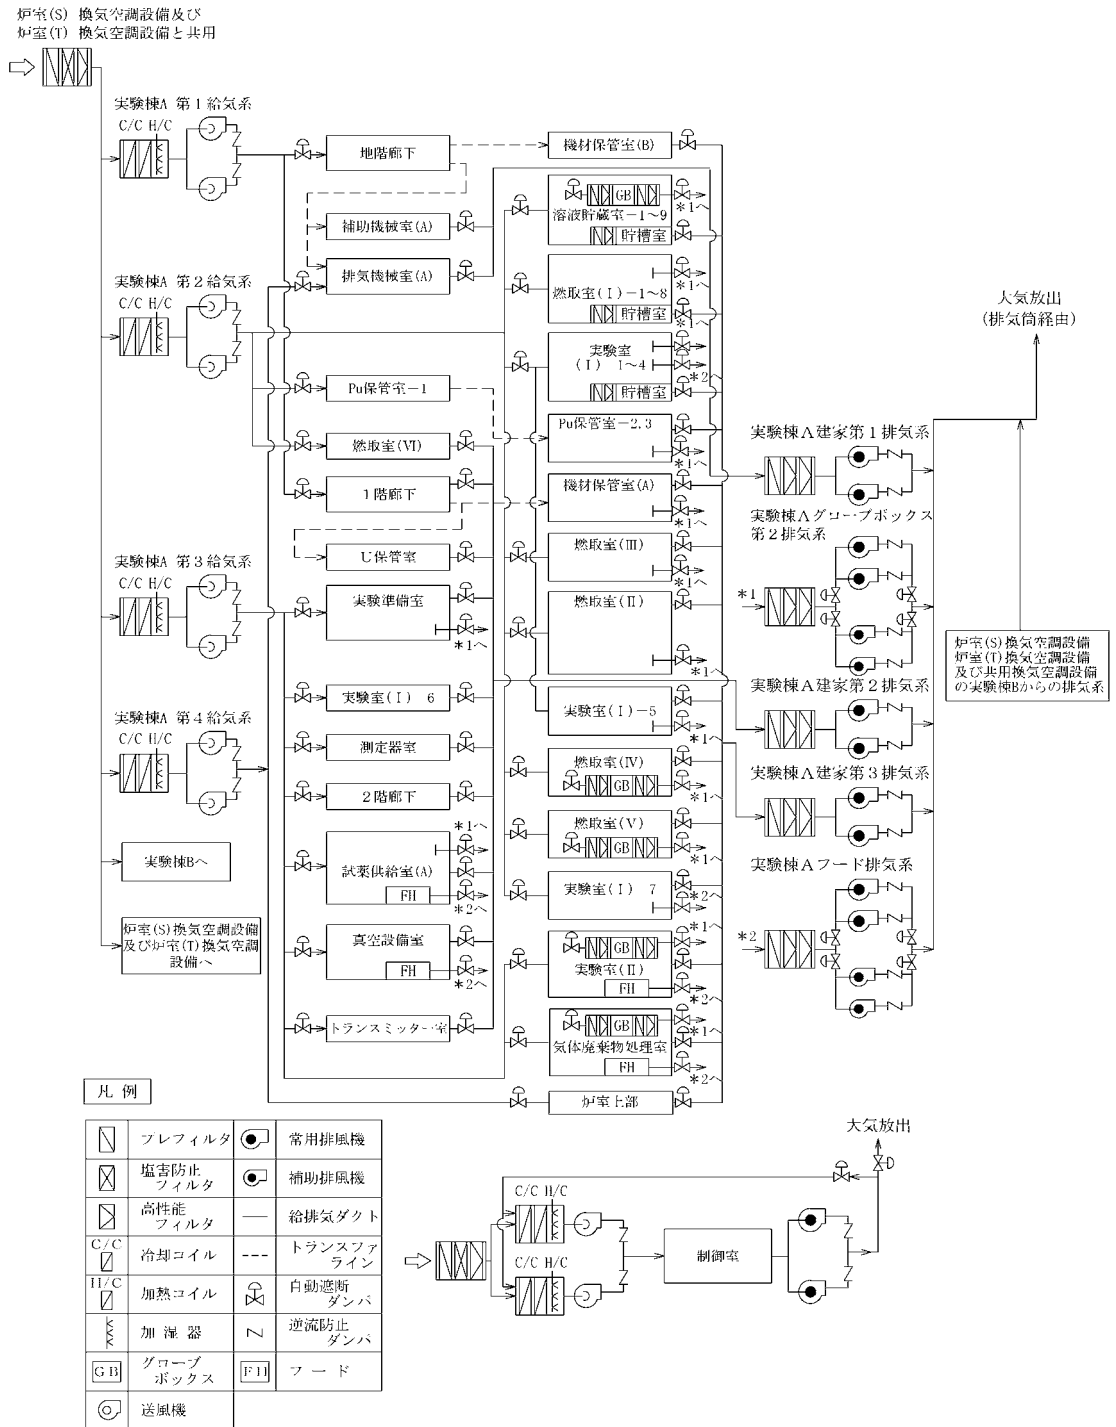 炉室(S) 換気空調設備及び
炉室(T) 換気空調設備と共用
実験棟A 第1給気系
C/C H/C
実験棟A 第2給気系
C/C H/C
実験棟A 第3給気系
C/C H/C
実験棟A 第4給気系
C/C H/C
実験棟Bへ
炉室(S)換気空調設備
及び炉室(T)換気空調
設備へ
地階廊下
補助機械室(A)
排気機械室(A)
Pu保管室−1
燃取室(VI)
1階廊下
U保管室
実験準備室
*1へ
実験室(I) 6
測定器室
2階廊下
*1へ
試薬供給室(A)
FH
*2へ
真空設備室
FH
*2へ
トランスミッター室
機材保管室(B)
GB
*1へ
溶液貯蔵室−1〜9
貯槽室
*1へ
燃取室(I)−1〜8
貯槽室
*1へ
実験室
(I) 1〜4
*2へ
貯槽室
Pu保管室−2,3
*1へ
機材保管室(A)
*1へ
燃取室(III)
*1へ
燃取室(II)
*1へ
実験室(I)−5
*1へ
燃取室(IV)
GB
*1へ
燃取室(V)
GB
*1へ
実験室(I) 7
*2へ
*1へ
GB
実験室(II)
FH
*2へ
GB
*1へ
気体廃棄物処理室
FH
*2へ
炉室上部
大気放出
(排気筒経由)
実験棟A建家第1排気系
実験棟Aグローブボックス
第2排気系
*1
炉室(S)換気空調設備
炉室(T)換気空調設備
及び共用換気空調設備
の実験棟Bからの排気系
実験棟A建家第2排気系
実験棟A建家第3排気系
実験棟Aフード排気系
*2
凡 例
プレフィルタ
常用排風機
塩害防止
フィルタ
補助排風機
高性能
フィルタ
給排気ダクト
C/C
冷却コイル
トランスファ
ライン
H/C
加熱コイル
自動遮断
ダンパ
加 湿 器
逆流防止
ダンパ
GB
グローブ
ボックス
FH
フ ー ド
送風機
大気放出
C/C H/C
C/C H/C
制御室